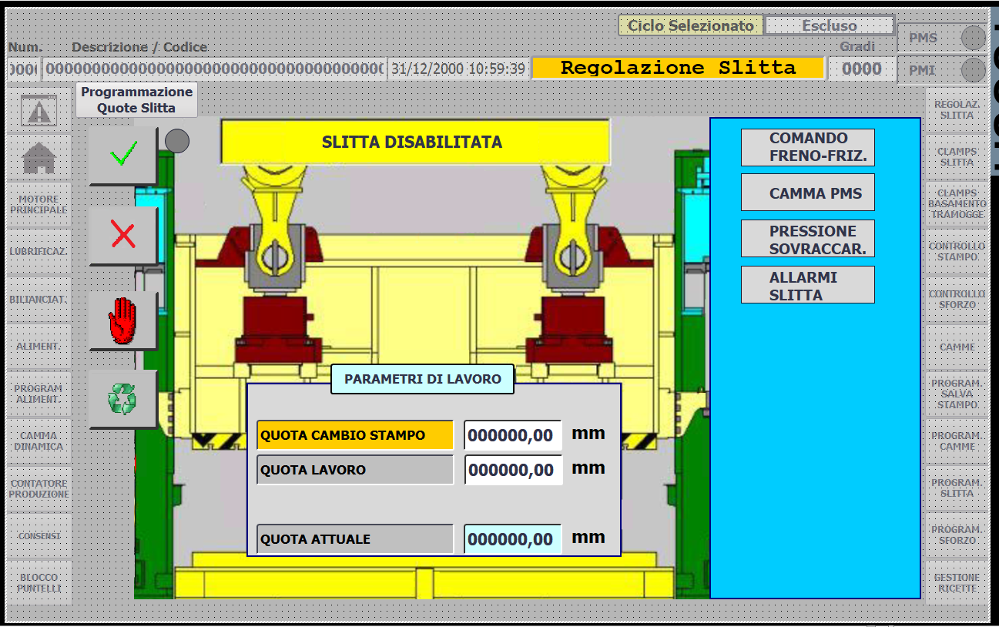 Ciclo Selezionato
Escluso
Num.
Descrizione / Codice
Gradi
PMS
31/12/2000 10:59:39
Regolazione Slitta
0000
PMI
Programmazione
Quote Slitta
SLITTA DISABILITATA
MOTORE
PRINCIPALE
LUBRIFICAZ.
BILIANCIAT.
ALIMENT.
PROGRAM
ALIMENT.
CAMMA
DINAMICA
CONTATORE
PRODUZIONE
CONSENSI
BLOCCO
PUNTELLI
PARAMETRI DI LAVORO
QUOTA CAMBIO STAMPO
000000,00
mm
QUOTA LAVORO
000000,00
mm
QUOTA ATTUALE
000000,00
mm
COMANDO
FRENO-FRIZ.
CAMMA PMS
PRESSIONE
SOVRACCAR.
ALLARMI
SLITTA
REGOLAZ.
SLITTA
CLAMPS
SLITTA
CLAMPS
BASAMENTO
TRAMOGGE
CONTROLLO
STAMPO
CONTROLLO
SFORZO
CAMME
PROGRAM.
SALVA
STAMPO
PROGRAM.
CAMME
PROGRAM.
SLITTA
PROGRAM.
SFORZO
GESTIONE
RICETTE